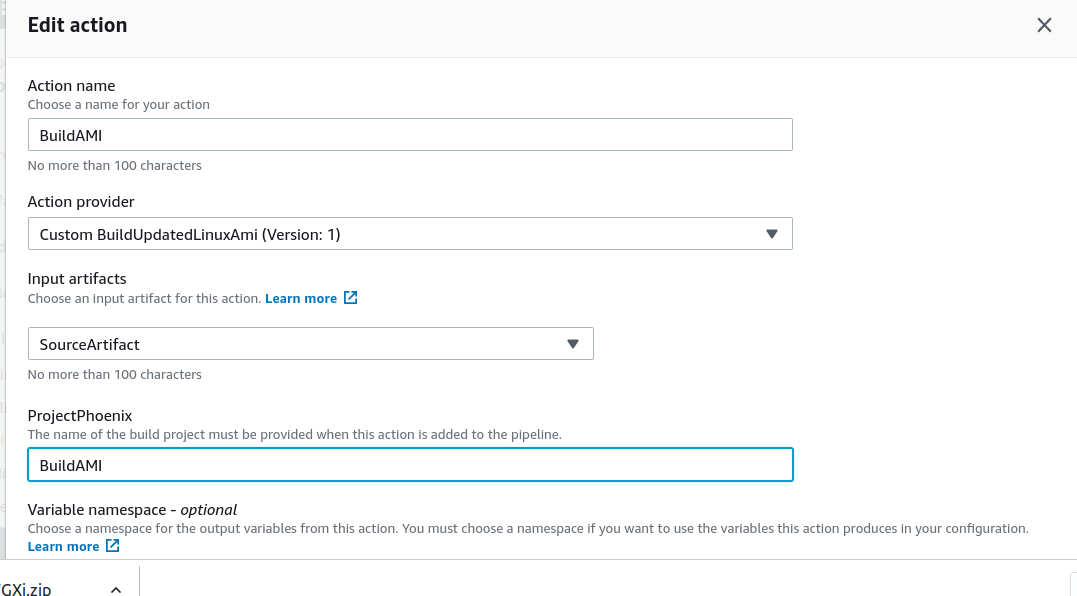 Edit action
Action name
Choose a name for your action
BuildAMI
No more than 100 characters
Action provider
Custom BuildUpdatedLinuxAmi (Version: 1)
Input artifacts
Choose an input artifact for this action. Learn more
SourceArtifact
No more than 100 characters
ProjectPhoenix
The name of the build project must be provided when this action is added to the pipeline.
BuildAMI
Variable namespace - optional
Choose a namespace for the output variables from this action. You must choose a namespace if you want to use the variables this action produces in your configuration.
Learn more
GXi.zip